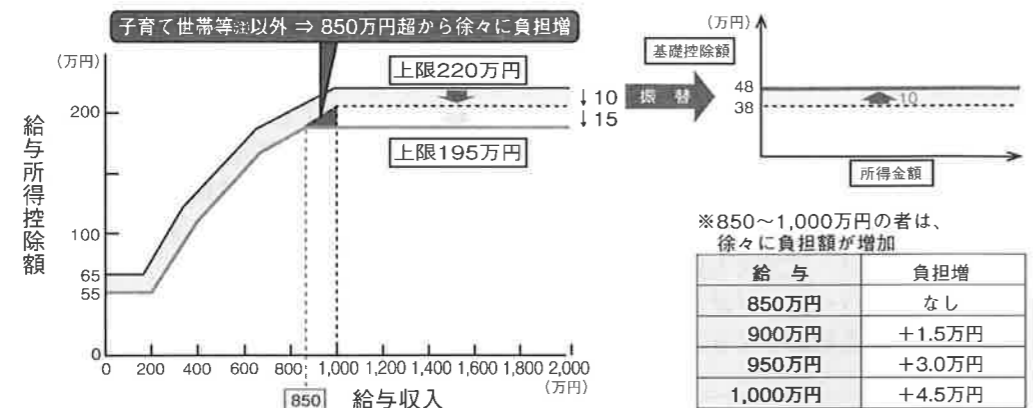 子育て世帯等※以外 ⇒ 850万円超から徐々に負担増
(万円)
200
100
65
55
0
給与所得控除額
上限220万円
上限195万円
↓10
↓15
0 200 400 600 800 1,000 1,200 1,400 1,600 1,800 2,000
(万円)
850
給与収入
振替
(万円)
基礎控除額
48
38
10
所得金額
※850～1,000万円の者は、
徐々に負担額が増加
給与 負担増
850万円 なし
900万円 +1.5万円
950万円 +3.0万円
1,000万円 +4.5万円